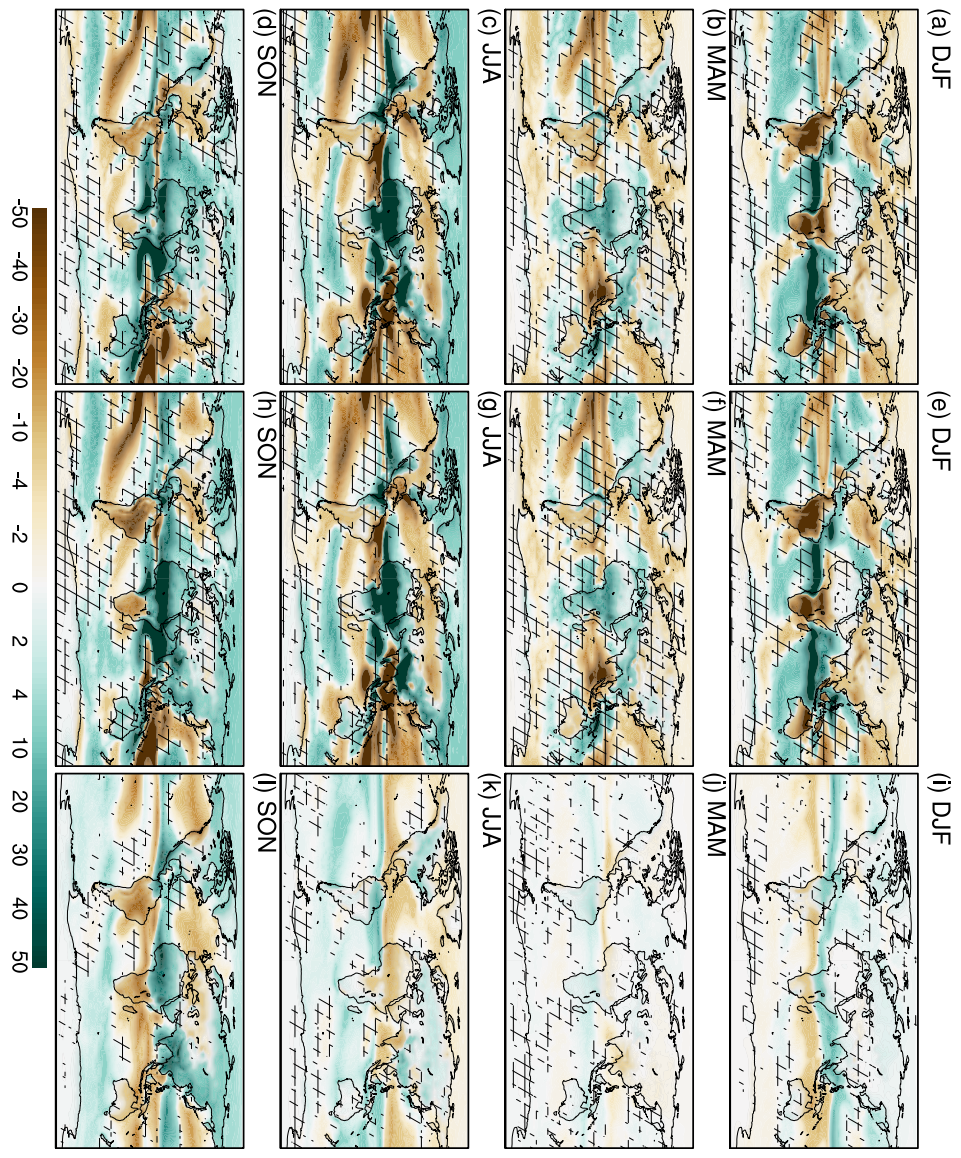 (a) DJF
(e) DJF
(i) DJF
(b) MAM
(f) MAM
(j) MAM
(c) JJA
(g) JJA
(k) JJA
(d) SON
(h) SON
(l) SON
-50 -40 -30 -20 -10 -4 -2 0 2 4 10 20 30 40 50